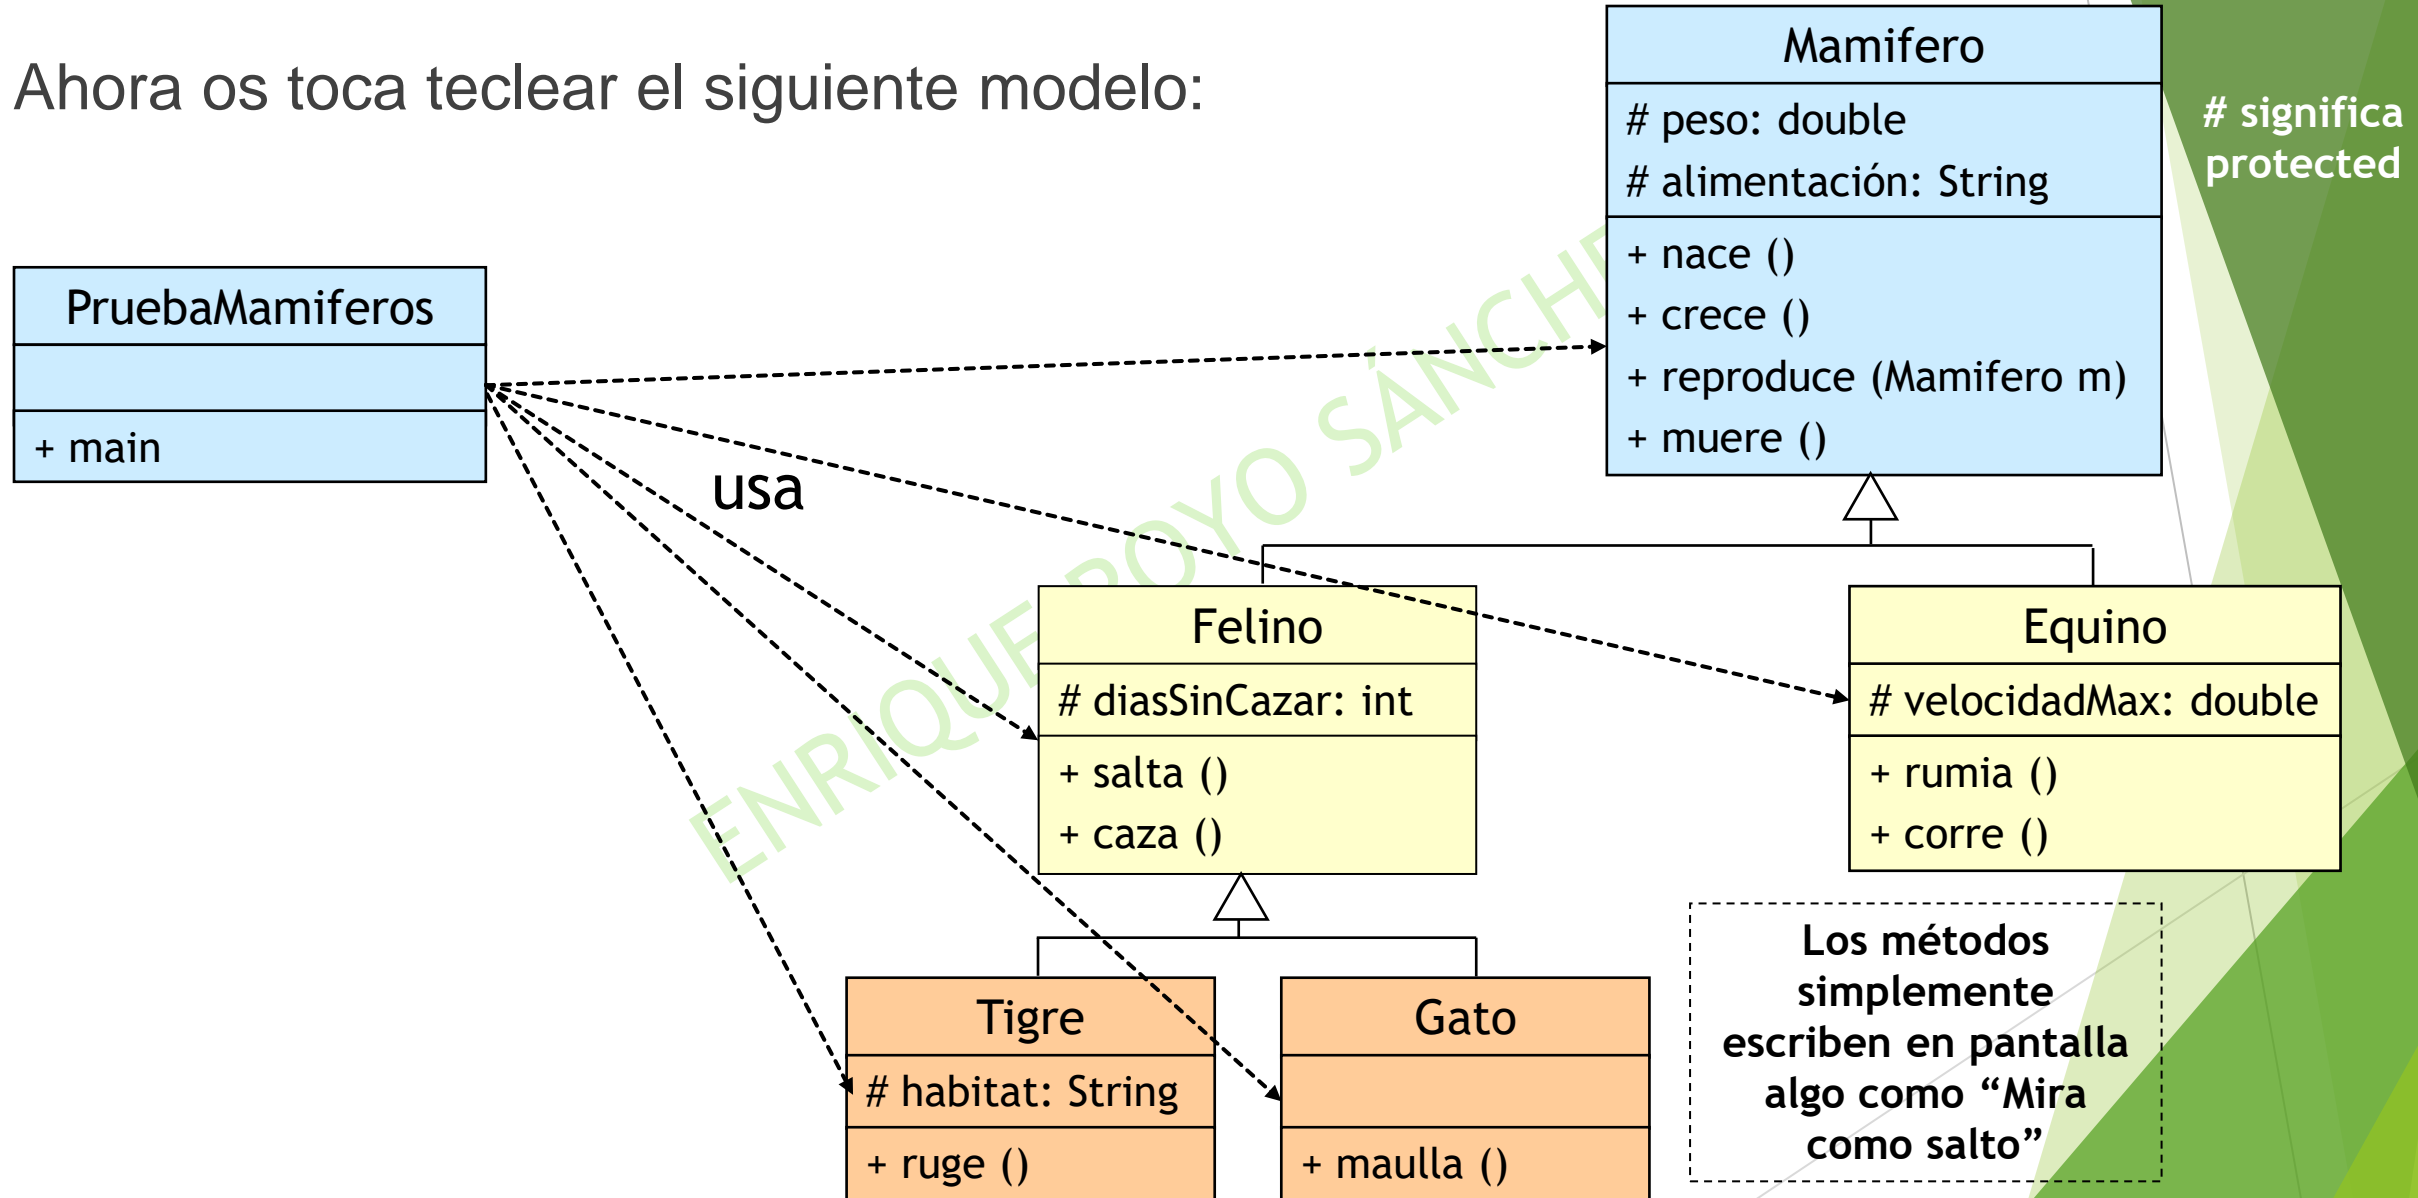 Ahora os toca teclear el siguiente modelo:
Mamifero
# peso: double
# alimentación: String
+ nace ()
+ crece ()
+ reproduce (Mamifero m)
+ muere ()
# significa
protected
PruebaMamiferos
+ main
usa
Felino
# diasSinCazar: int
+ salta ()
+ caza ()
Equino
# velocidadMax: double
+ rumia ()
+ corre ()
Tigre
# habitat: String
+ ruge ()
Gato
+ maulla ()
Los métodos
simplemente
escriben en pantalla
algo como “Mira
como salto”
ENRIQUE